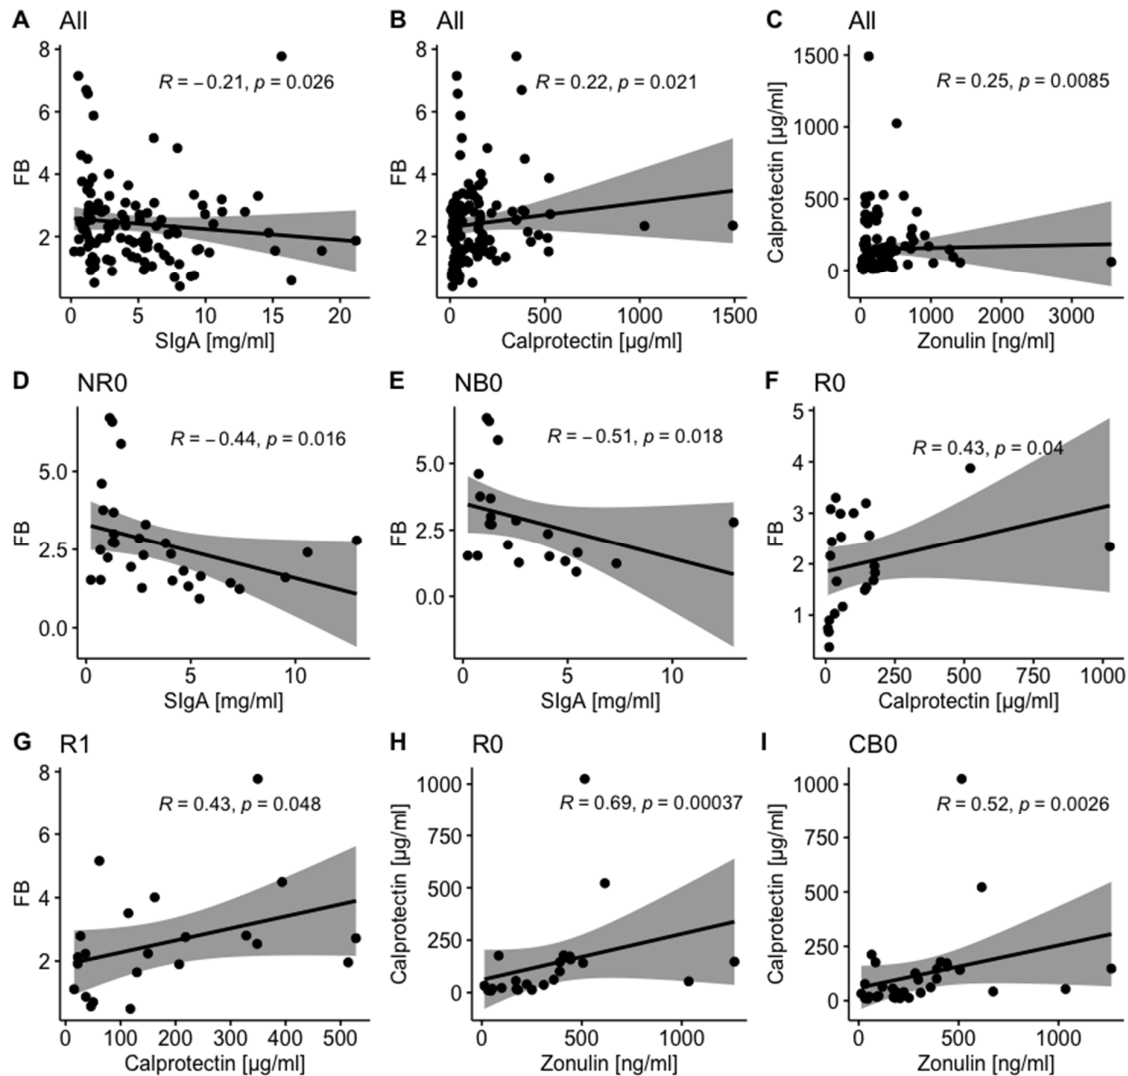 A All
R = −0.21, p = 0.026
FB
8
6
4
2
0 5 10 15 20
SIgA [mg/ml]
B All
R = 0.22, p = 0.021
FB
8
6
4
2
0 500 1000 1500
Calprotectin [µg/ml]
C All
R = 0.25, p = 0.0085
Calprotectin [µg/ml]
1500
1000
500
0
0 1000 2000 3000
Zonulin [ng/ml]
D NR0
R = −0.44, p = 0.016
FB
5.0
2.5
0.0
0 5 10
SIgA [mg/ml]
E NB0
R = −0.51, p = 0.018
FB
5.0
2.5
0.0
0 5 10
SIgA [mg/ml]
F R0
R = 0.43, p = 0.04
FB
5
4
3
2
1
0 250 500 750 1000
Calprotectin [µg/ml]
G R1
R = 0.43, p = 0.048
FB
8
6
4
2
0 100 200 300 400 500
Calprotectin [µg/ml]
H R0
R = 0.69, p = 0.00037
Calprotectin [µg/ml]
1000
750
500
250
0
0 500 1000
Zonulin [ng/ml]
I CB0
R = 0.52, p = 0.0026
Calprotectin [µg/ml]
1000
750
500
250
0
0 500 1000
Zonulin [ng/ml]